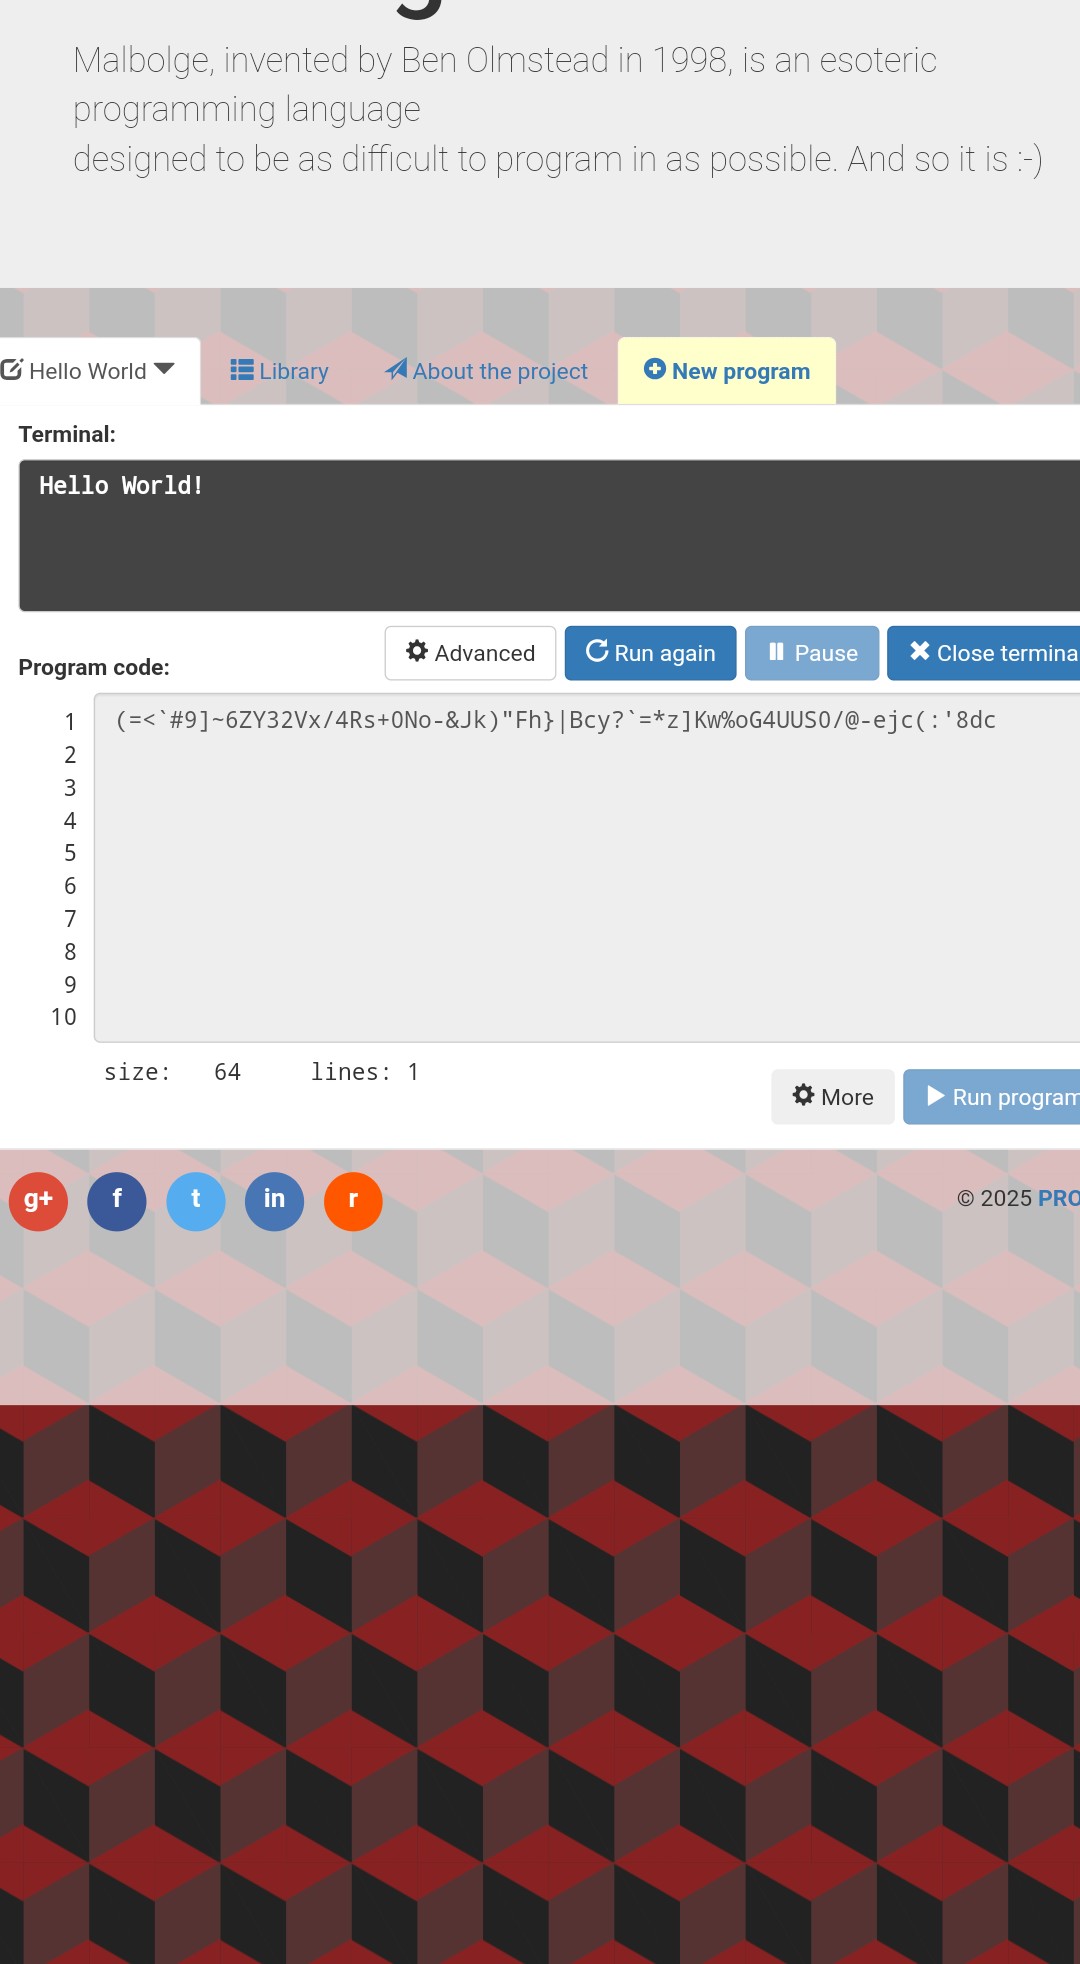 Malbolge, invented by Ben Olmstead in 1998, is an esoteric
programming language
designed to be as difficult to program in as possible. And so it is :-)
Hello World Library About the project New program
Terminal:
Hello World!
Advanced Run again Pause Close termina
Program code:
1 (=<`#9]~6ZY32Vx/4Rs+0No-&Jk)"Fh}|Bcy?`=*z]Kw%oG4UUS0/@-ejc(:'8dc
2
3
4
5
6
7
8
9
10
size: 64 lines: 1
More Run program
g+ f t in r
© 2025 PRO